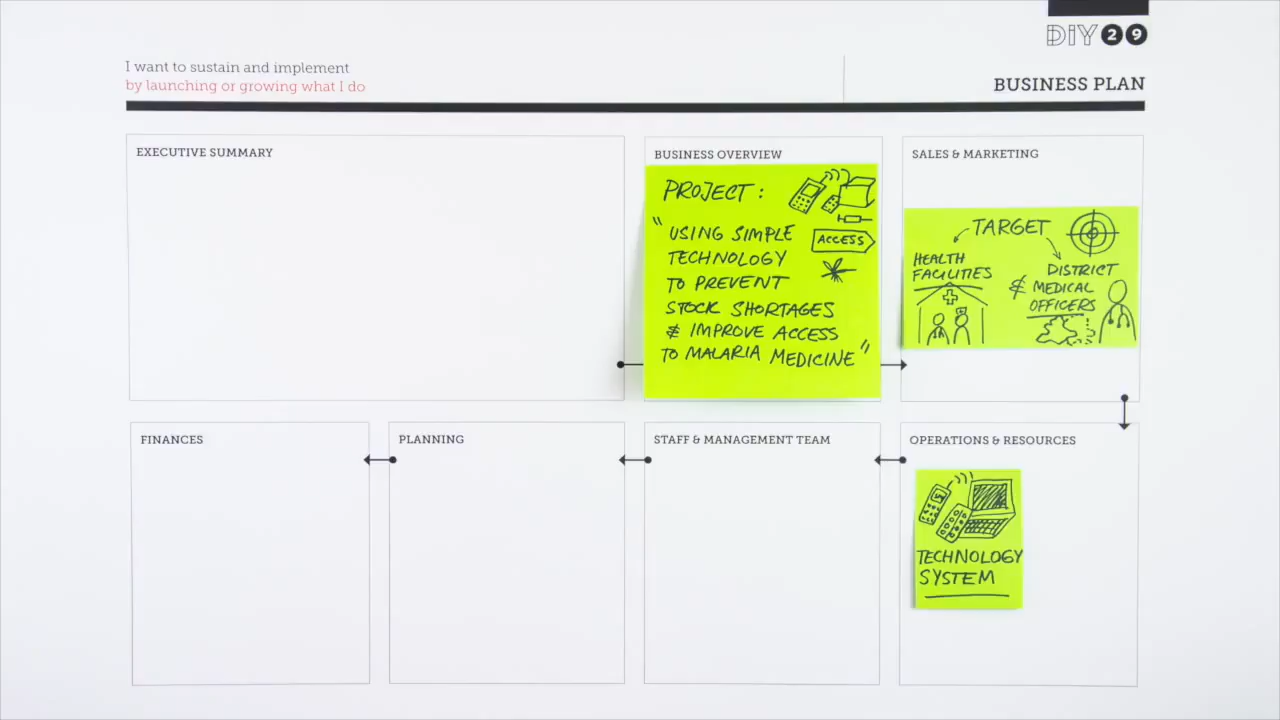 DIY29
I want to sustain and implement
by launching or growing what I do
BUSINESS PLAN
EXECUTIVE SUMMARY
BUSINESS OVERVIEW
PROJECT:
"USING SIMPLE
TECHNOLOGY
TO PREVENT
STOCK SHORTAGES
& IMPROVE ACCESS
TO MALARIA MEDICINE"
ACCESS
SALES & MARKETING
TARGET
HEALTH
FACILITIES
& DISTRICT
MEDICAL
OFFICERS
FINANCES
PLANNING
STAFF & MANAGEMENT TEAM
OPERATIONS & RESOURCES
TECHNOLOGY
SYSTEM